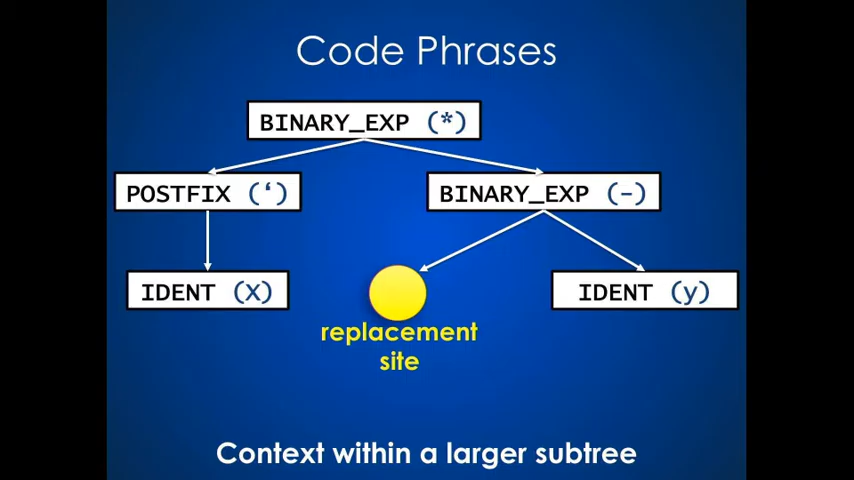 Code Phrases
BINARY_EXP (*)
POSTFIX (‘)
BINARY_EXP (-)
IDENT (X)
IDENT (y)
replacement
site
Context within a larger subtree